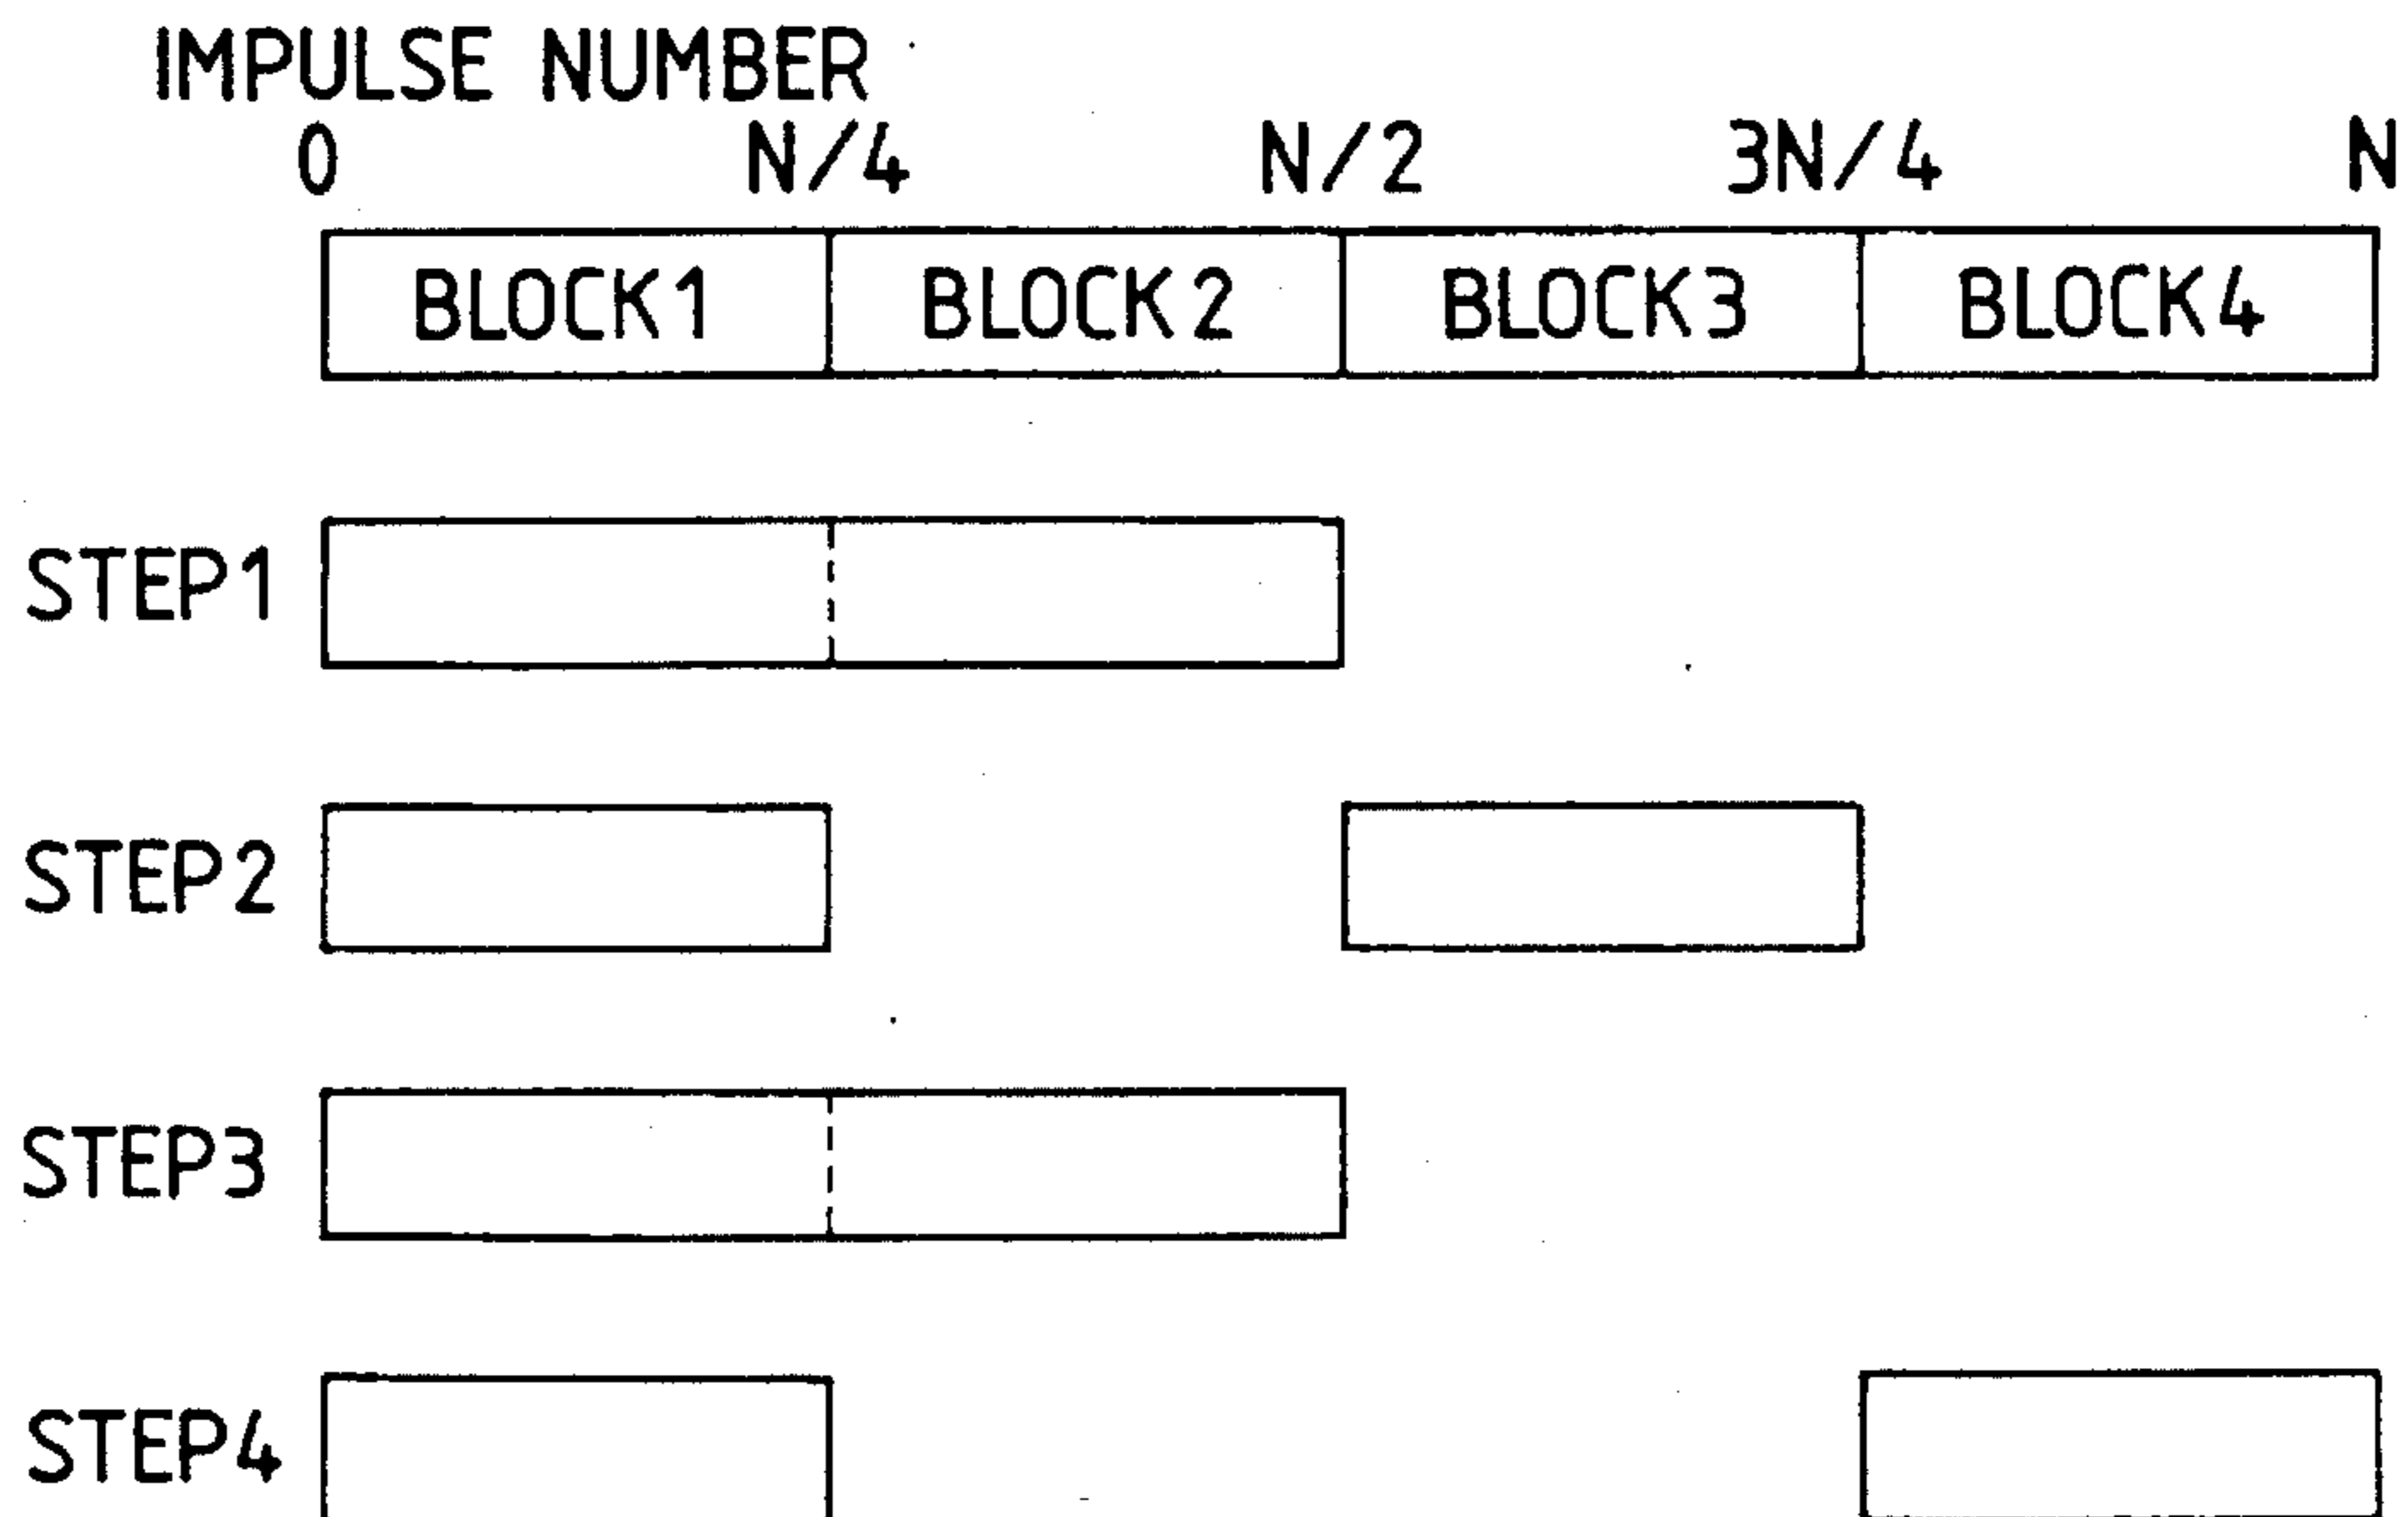 IMPULSE NUMBER
0 N/4 N/2 3N/4 N
BLOCK1 BLOCK2 BLOCK3 BLOCK4
STEP1
STEP2
STEP3
STEP4